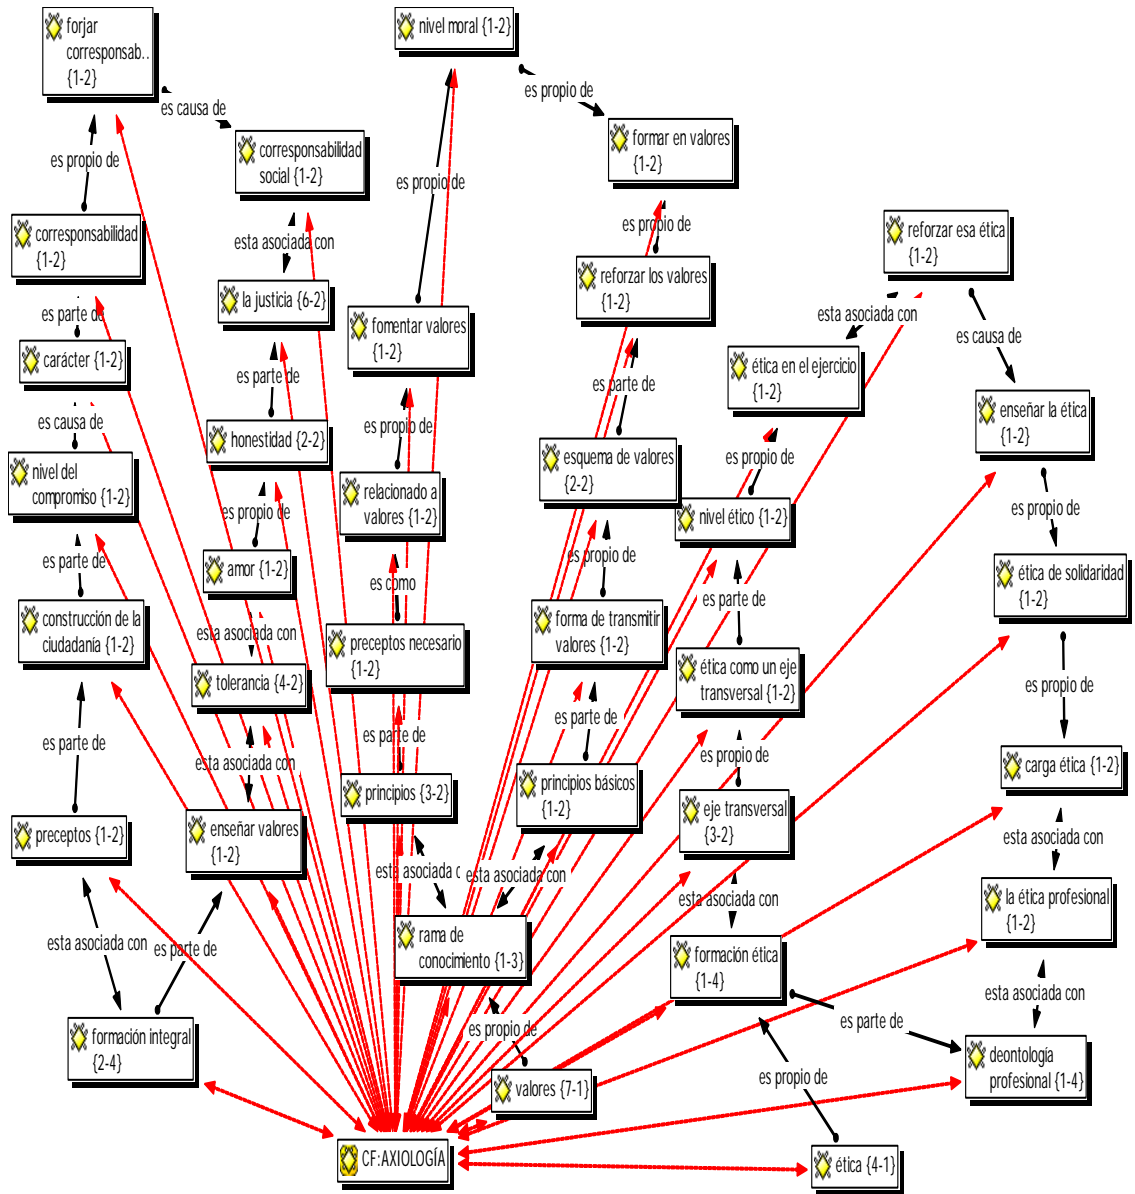 forjar
corresponsab..
{1-2}
nivel moral {1-2}
es causa de
es propio de
corresponsabilidad
social {1-2}
formar en valores
{1-2}
es propio de
es propio de
corresponsabilidad
{1-2}
esta asociada con
es propio de
reforzar esa ética
{1-2}
la justicia {6-2}
reforzar los valores
{1-2}
es parte de
fomentar valores
{1-2}
esta asociada con
es causa de
carácter {1-2}
es parte de
es parte de
ética en el ejercicio
{1-2}
es causa de
honestidad {2-2}
es propio de
enseñar la ética
{1-2}
nivel del
compromiso {1-2}
relacionado a
valores {1-2}
esquema de valores
{2-2}
es propio de
es propio de
nivel ético {1-2}
es propio de
es parte de
amor {1-2}
es como
es propio de
ética de solidaridad
{1-2}
construcción de la
ciudadanía {1-2}
esta asociada con
preceptos necesario
{1-2}
forma de transmitir
valores {1-2}
es parte de
tolerancia {4-2}
ética como un eje
transversal {1-2}
es propio de
es parte de
es parte de
es parte de
esta asociada con
es propio de
principios {3-2}
principios básicos
{1-2}
carga ética {1-2}
preceptos {1-2}
enseñar valores
{1-2}
eje transversal
{3-2}
esta asociada con
esta asociada c
esta asociada con
esta asociada con
la ética profesional
{1-2}
esta asociada con
es parte de
rama de
conocimiento {1-3}
formación ética
{1-4}
esta asociada con
formación integral
{2-4}
es propio de
es parte de
deontología
profesional {1-4}
valores {7-1}
es propio de
CF:AXIOLOGÍA
ética {4-1}